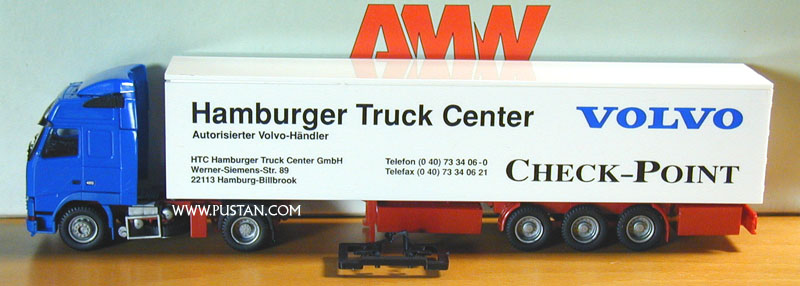 AMW
Hamburger Truck Center
Autorisierter Volvo-Händler
VOLVO
HTC Hamburger Truck Center GmbH
Werner-Siemens-Str. 89
22113 Hamburg-Billbrook
Telefon (0 40) 73 34 06-0
Telefax (0 40) 73 34 06 21
CHECK-POINT
WWW.PUSTAN.COM